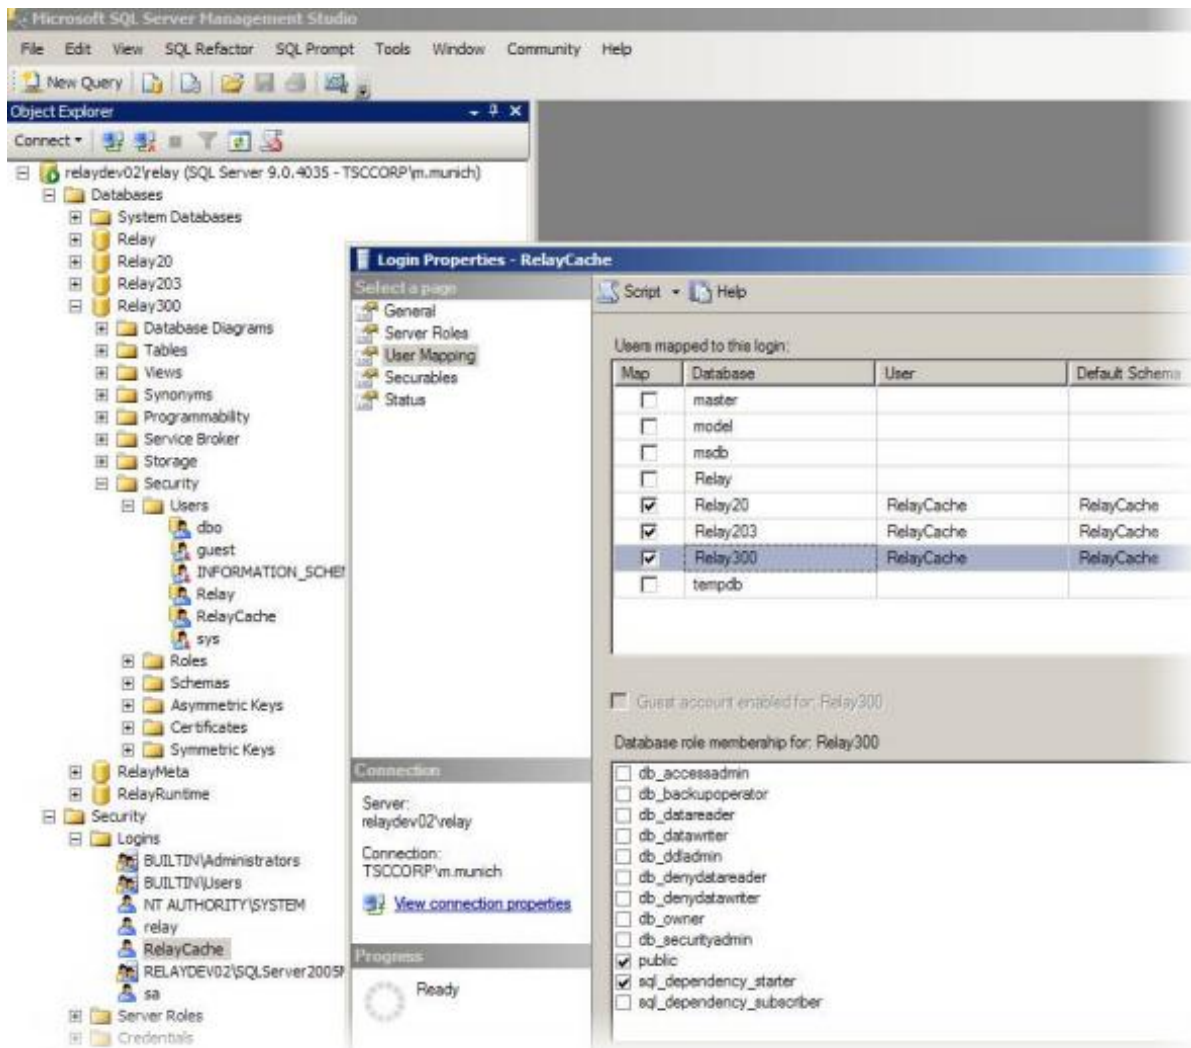 Microsoft SQL Server Management Studio
File Edit View SQL Refactor SQL Prompt Tools Window Community Help
New Query
Object Explorer
Connect
relaydev02\relay (SQL Server 9.0.4035 - TSCCORP\m.munich)
Databases
System Databases
Relay
Relay20
Relay203
Relay300
Database Diagrams
Tables
Views
Synonyms
Programmability
Service Broker
Storage
Security
Users
dbo
guest
INFORMATION_SCHEM
Relay
RelayCache
sys
Roles
Schemas
Asymmetric Keys
Certificates
Symmetric Keys
RelayMeta
RelayRuntime
Security
Logins
BUILTIN\Administrators
BUILTIN\Users
NT AUTHORITY\SYSTEM
relay
RelayCache
RELAYDEV02\SQLServer2005M
sa
Server Roles
Credentials
Login Properties - RelayCache
Select a page
General
Server Roles
User Mapping
Securables
Status
Connection
Server:
relaydev02\relay
Connection:
TSCCORP\m.munich
View connection properties
Progress
Ready
Script Help
Users mapped to this login:
Map Database User Default Schema
master
model
msdb
Relay
Relay20 RelayCache RelayCache
Relay203 RelayCache RelayCache
Relay300 RelayCache RelayCache
tempdb
Guest account enabled for: Relay300
Database role membership for: Relay300
db_accessadmin
db_backupoperator
db_datareader
db_datawriter
db_ddladmin
db_denydatareader
db_denydatawriter
db_owner
db_securityadmin
public
sql_dependency_starter
sql_dependency_subscriber